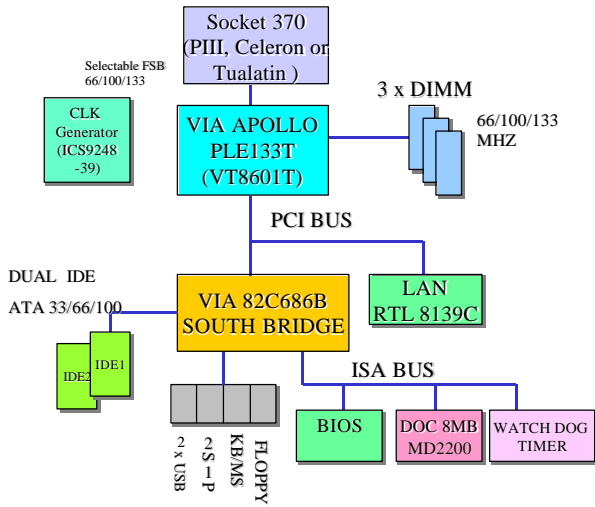 Socket 370
(PIII, Celeron or
Tualatin )
Selectable FSB
66/100/133
CLK
Generator
(ICS9248
-39)
VIA APOLLO
PLE133T
(VT8601T)
3 x DIMM
66/100/133
MHZ
PCI BUS
DUAL IDE
ATA 33/66/100
VIA 82C686B
SOUTH BRIDGE
LAN
RTL 8139C
IDE2
IDE1
ISA BUS
2 x USB
2S 1P
KB/MS
FLOPPY
BIOS
DOC 8MB
MD2200
WATCH DOG
TIMER